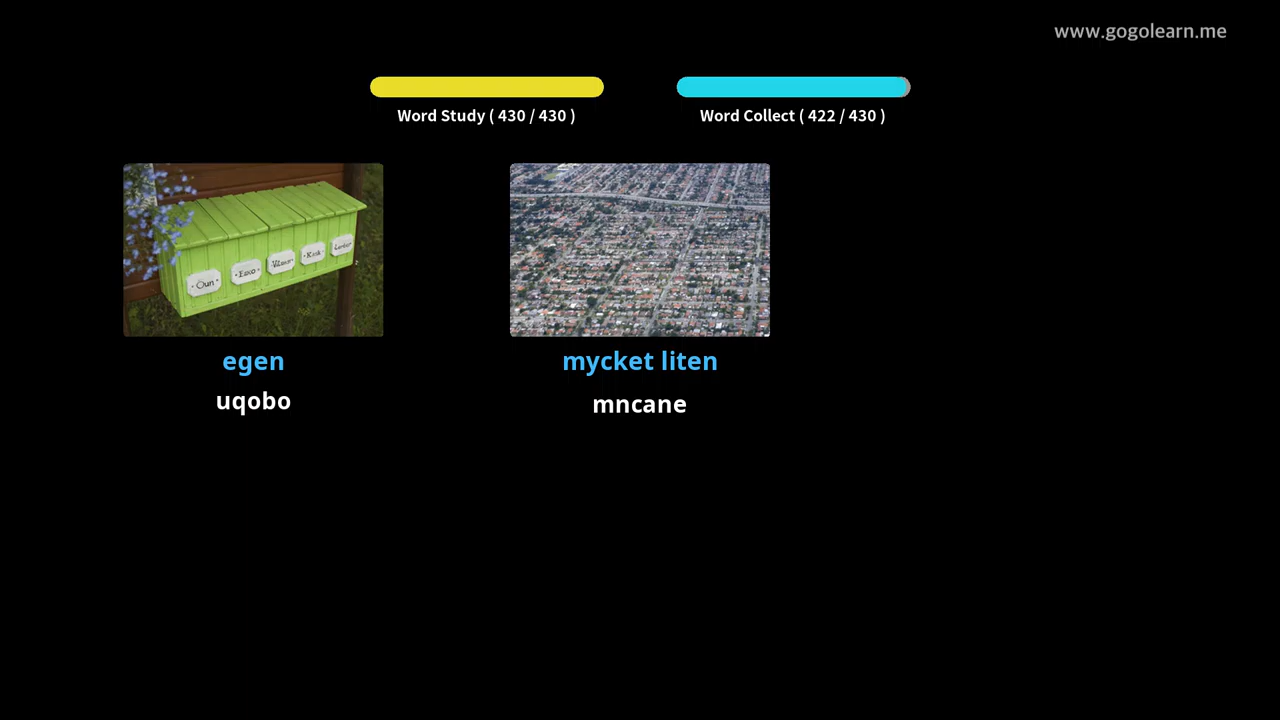 www.gogolearn.me
Word Study ( 430 / 430 )
Word Collect ( 422 / 430 )
egen
uqobo
mycket liten
mncane